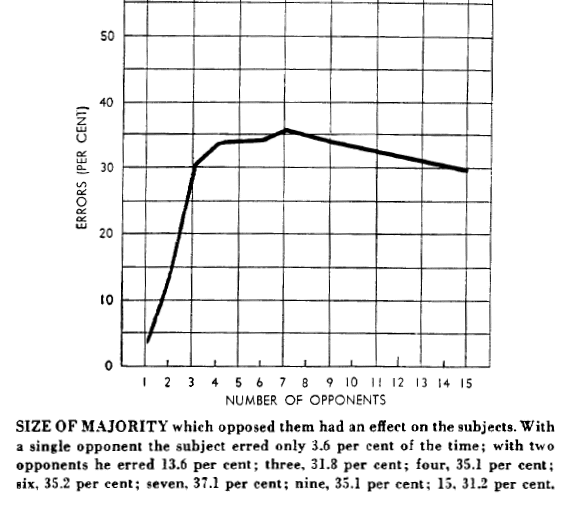 50
40
30
20
10
0
ERRORS (PER CENT)
1 2 3 4 5 6 7 8 9 10 11 12 13 14 15
NUMBER OF OPPONENTS
SIZE OF MAJORITY which opposed them had an effect on the subjects. With
a single opponent the subject erred only 3.6 per cent of the time; with two
opponents he erred 13.6 per cent; three, 31.8 per cent; four, 35.1 per cent;
six, 35.2 per cent; seven, 37.1 per cent; nine, 35.1 per cent; 15, 31.2 per cent.